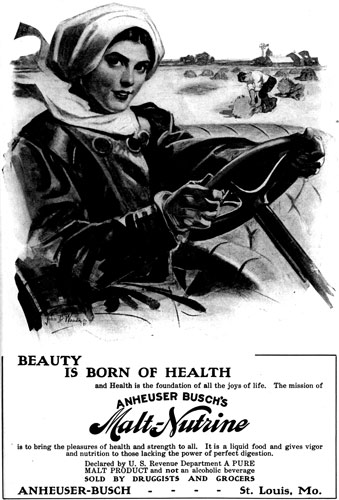 BEAUTY
IS BORN OF HEALTH
and Health is the foundation of all the joys of life. The mission of
ANHEUSER BUSCH'S
Malt-Nutrine
is to bring the pleasures of health and strength to all. It is a liquid food and gives vigor
and nutrition to those lacking the power of perfect digestion.
Declared by U. S. Revenue Department A PURE
MALT PRODUCT and not an alcoholic beverage
SOLD BY DRUGGISTS AND GROCERS
ANHEUSER-BUSCH - - - - St. Louis, Mo.